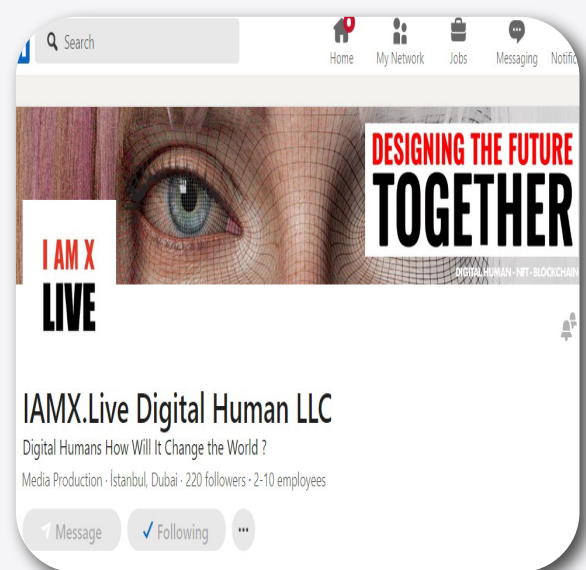 Search
Home
My Network
Jobs
Messaging
DESIGNING THE FUTURE
TOGETHER
DIGITAL HUMAN - NFT - BLOCKCHAIN
I AM X
LIVE
IAMX.Live Digital Human LLC
Digital Humans How Will It Change the World ?
Media Production · İstanbul, Dubai · 220 followers · 2-10 employees
Message
Following